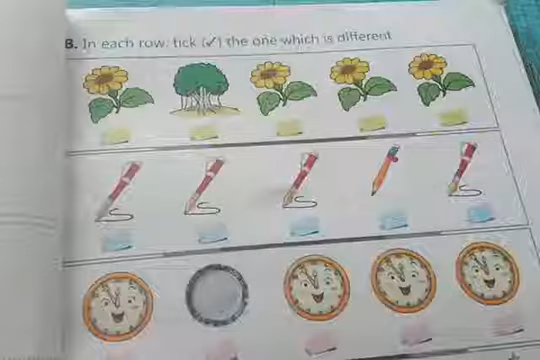 B. In each row, tick (✓) the one which is different